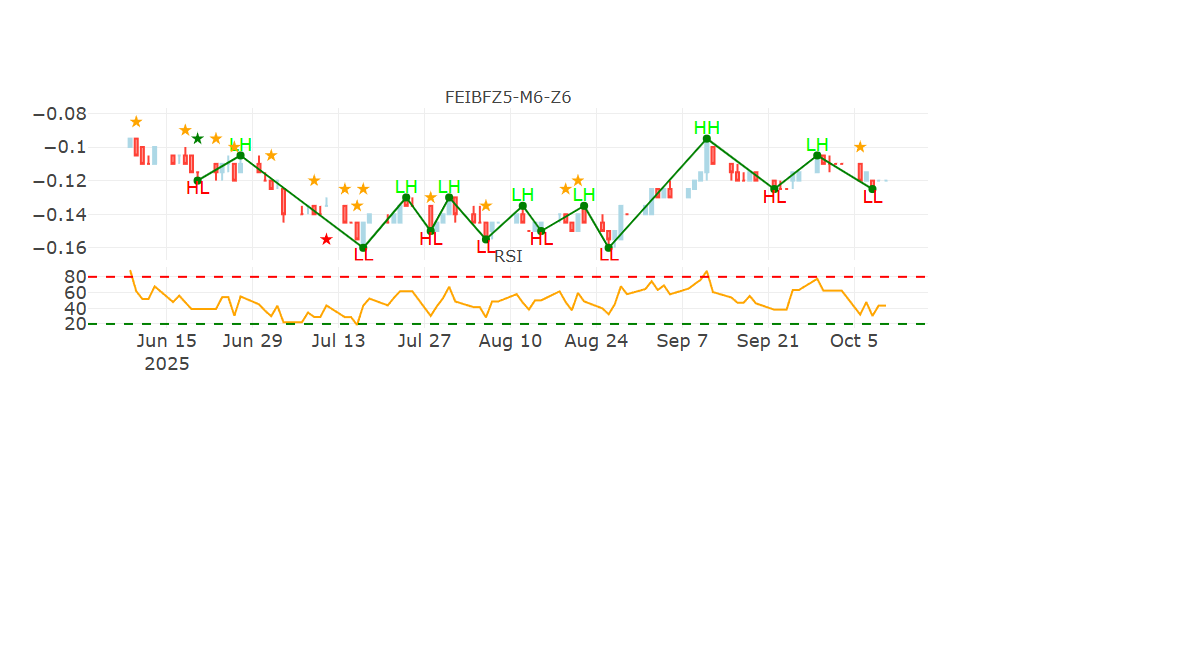 FEIBFZ5-M6-Z6
−0.08
−0.1
−0.12
−0.14
−0.16
HL
LH
LL
LH
HL
LH
LL
LH
HL
LH
LL
HH
HL
LH
LL
RSI
80
60
40
20
Jun 15 Jun 29 Jul 13 Jul 27 Aug 10 Aug 24 Sep 7 Sep 21 Oct 5
2025